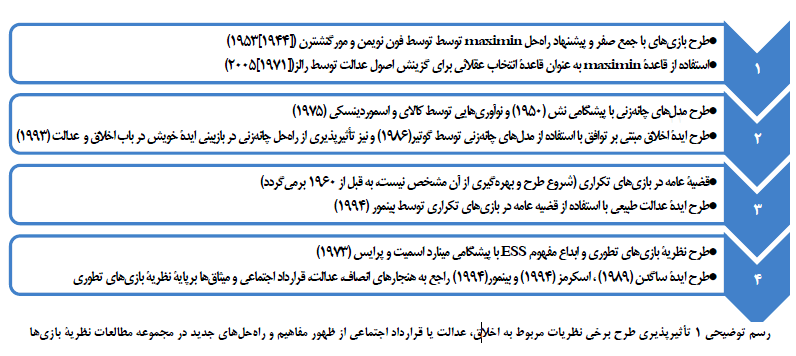 ۱
●طرح بازی‌های با جمع صفر و پیشنهاد راه‌حل maximin توسط توسط فون نویمن و مورگنشترن ([۱۹۴۴]۱۹۵۳)
●استفاده از قاعدهٔ maximin به عنوان قاعدهٔ انتخاب عقلائی برای گزینش اصول عدالت توسط رالز([۱۹۷۱]۲۰۰۵)
۲
●طرح مدل‌های چانه‌زنی با پیشگامی نش (۱۹۵۰) و نوآوری‌هایی توسط کالای و اسموردینسکی (۱۹۷۵)
●طرح ایدهٔ اخلاق مبتنی بر توافق با استفاده از مدل‌های چانه‌زنی توسط گوتیر(۱۹۸۶) و نیز تأثیرپذیری از راه‌حل چانه‌زنی در بازبینی ایدهٔ خویش در باب اخلاق و عدالت (۱۹۹۳)
۳
●قضیهٔ عامه در بازی‌های تکراری (شروع طرح و بهره‌گیری از آن مشخص نیست، به قبل از ۱۹۶۰ برمی‌گردد)
●طرح ایدهٔ عدالت طبیعی با استفاده از قضیه عامه در بازی‌های تکراری توسط بینمور (۱۹۹۴)
۴
●طرح نظریهٔ بازی‌های تطوری و ابداع مفهوم ESS با پیشگامی مینارد اسمیت و پرایس (۱۹۷۳)
●طرح ایدهٔ ساگدن (۱۹۸۹) ، اسکرمز (۱۹۹۴) و بینمور(۱۹۹۴) راجع به هنجارهای انصاف، عدالت، قرارداد اجتماعی و میثاق‌ها برپایهٔ نظریهٔ بازی‌های تطوری
رسم توضیحی ۱ تأثیرپذیری طرح برخی نظریات مربوط به اخلاق، عدالت یا قرارداد اجتماعی از ظهور مفاهیم و راه‌حل‌های جدید در مجموعه مطالعات نظریهٔ بازی‌ها